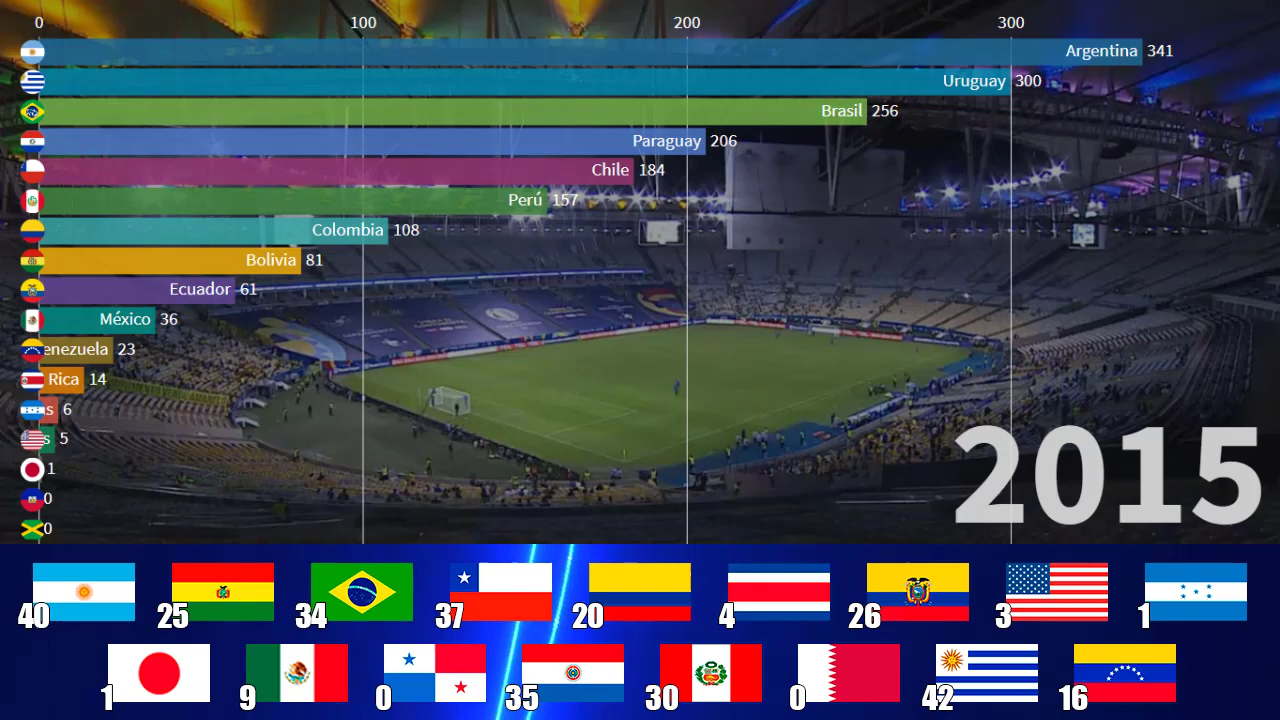 0 100 200 300
Argentina 341
Uruguay 300
Brasil 256
Paraguay 206
Chile 184
Perú 157
Colombia 108
Bolivia 81
Ecuador 61
México 36
enezuela 23
Rica 14
s 6
s 5
1
0
0
2015
40 25 34 37 20 4 26 3 1
1 9 0 35 30 0 42 16